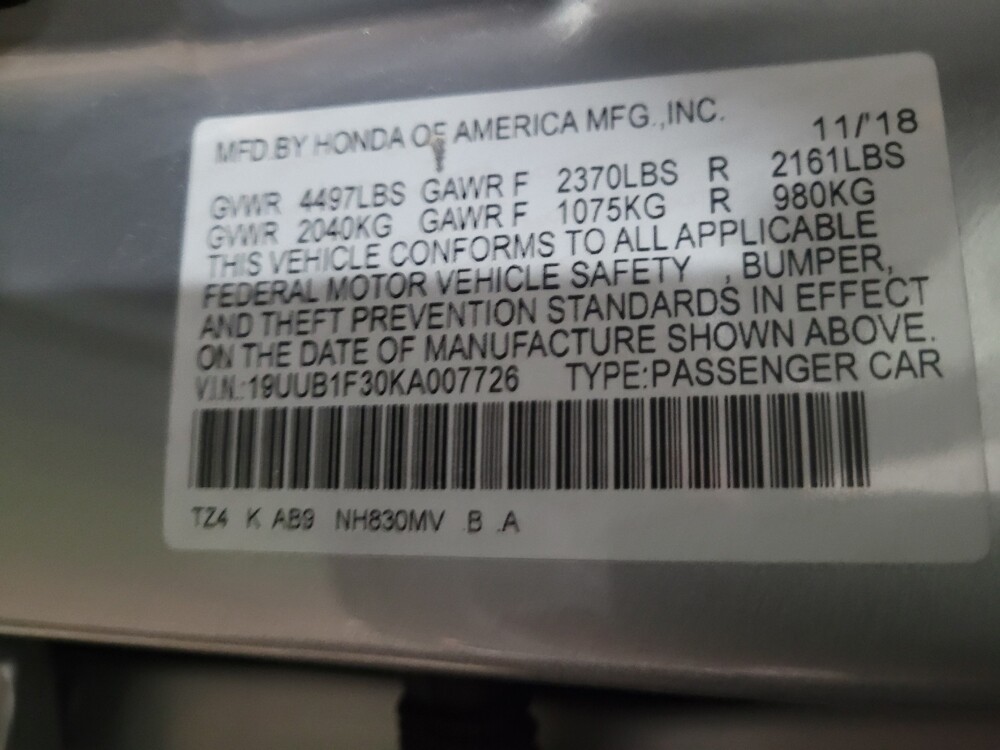 MFD.BY HONDA OF AMERICA MFG.,INC. 11/'18
GVWR 4497LBS GAWR F 2370LBS R 2161LBS
GVWR 2040KG GAWR F 1075KG R 980KG
THIS VEHICLE CONFORMS TO ALL APPLICABLE
FEDERAL MOTOR VEHICLE SAFETY , BUMPER,
AND THEFT PREVENTION STANDARDS IN EFFECT
ON THE DATE OF MANUFACTURE SHOWN ABOVE.
V.I.N.:19UUB1F30KA007726 TYPE:PASSENGER CAR
TZ4 K AB9 NH830MV B .A